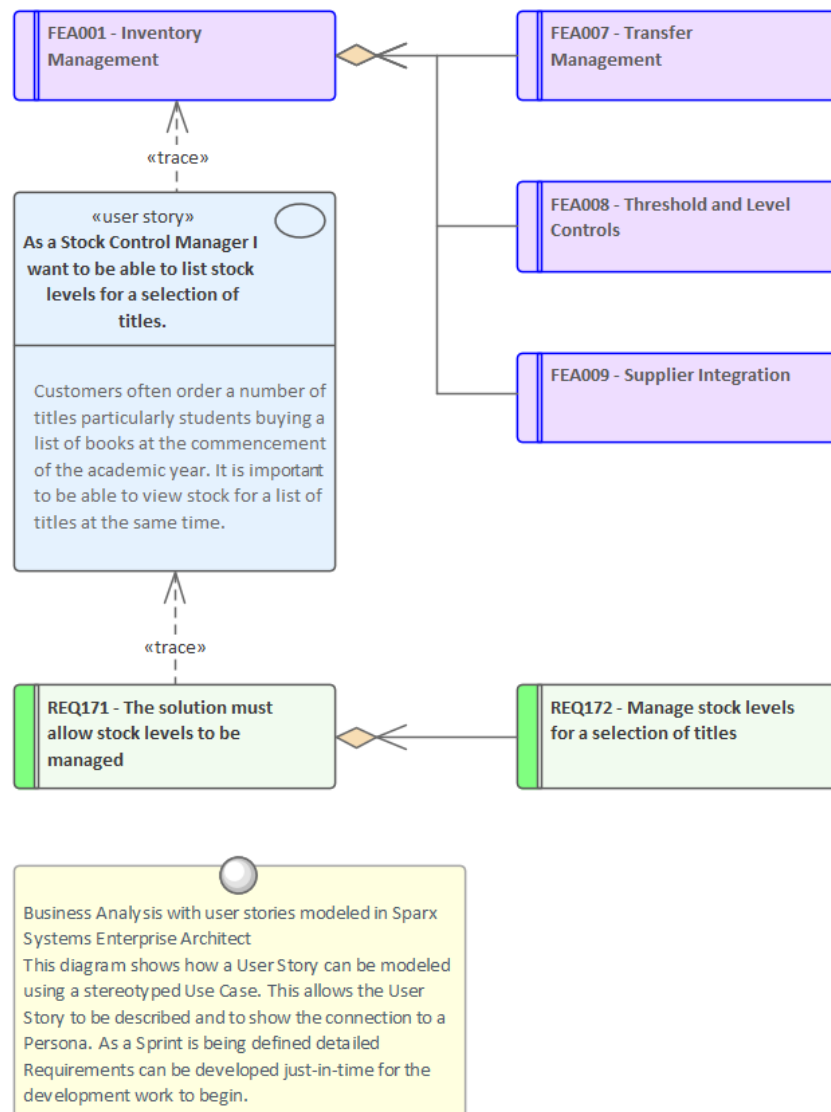 FEA001 - Inventory
Management
FEA007 - Transfer
Management
«trace»
FEA008 - Threshold and Level
Controls
«user story»
As a Stock Control Manager I
want to be able to list stock
levels for a selection of
titles.
FEA009 - Supplier Integration
Customers often order a number of
titles particularly students buying a
list of books at the commencement
of the academic year. It is important
to be able to view stock for a list of
titles at the same time.
«trace»
REQ171 - The solution must
allow stock levels to be
managed
REQ172 - Manage stock levels
for a selection of titles
Business Analysis with user stories modeled in Sparx
Systems Enterprise Architect
This diagram shows how a User Story can be modeled
using a stereotyped Use Case. This allows the User
Story to be described and to show the connection to a
Persona. As a Sprint is being defined detailed
Requirements can be developed just-in-time for the
development work to begin.